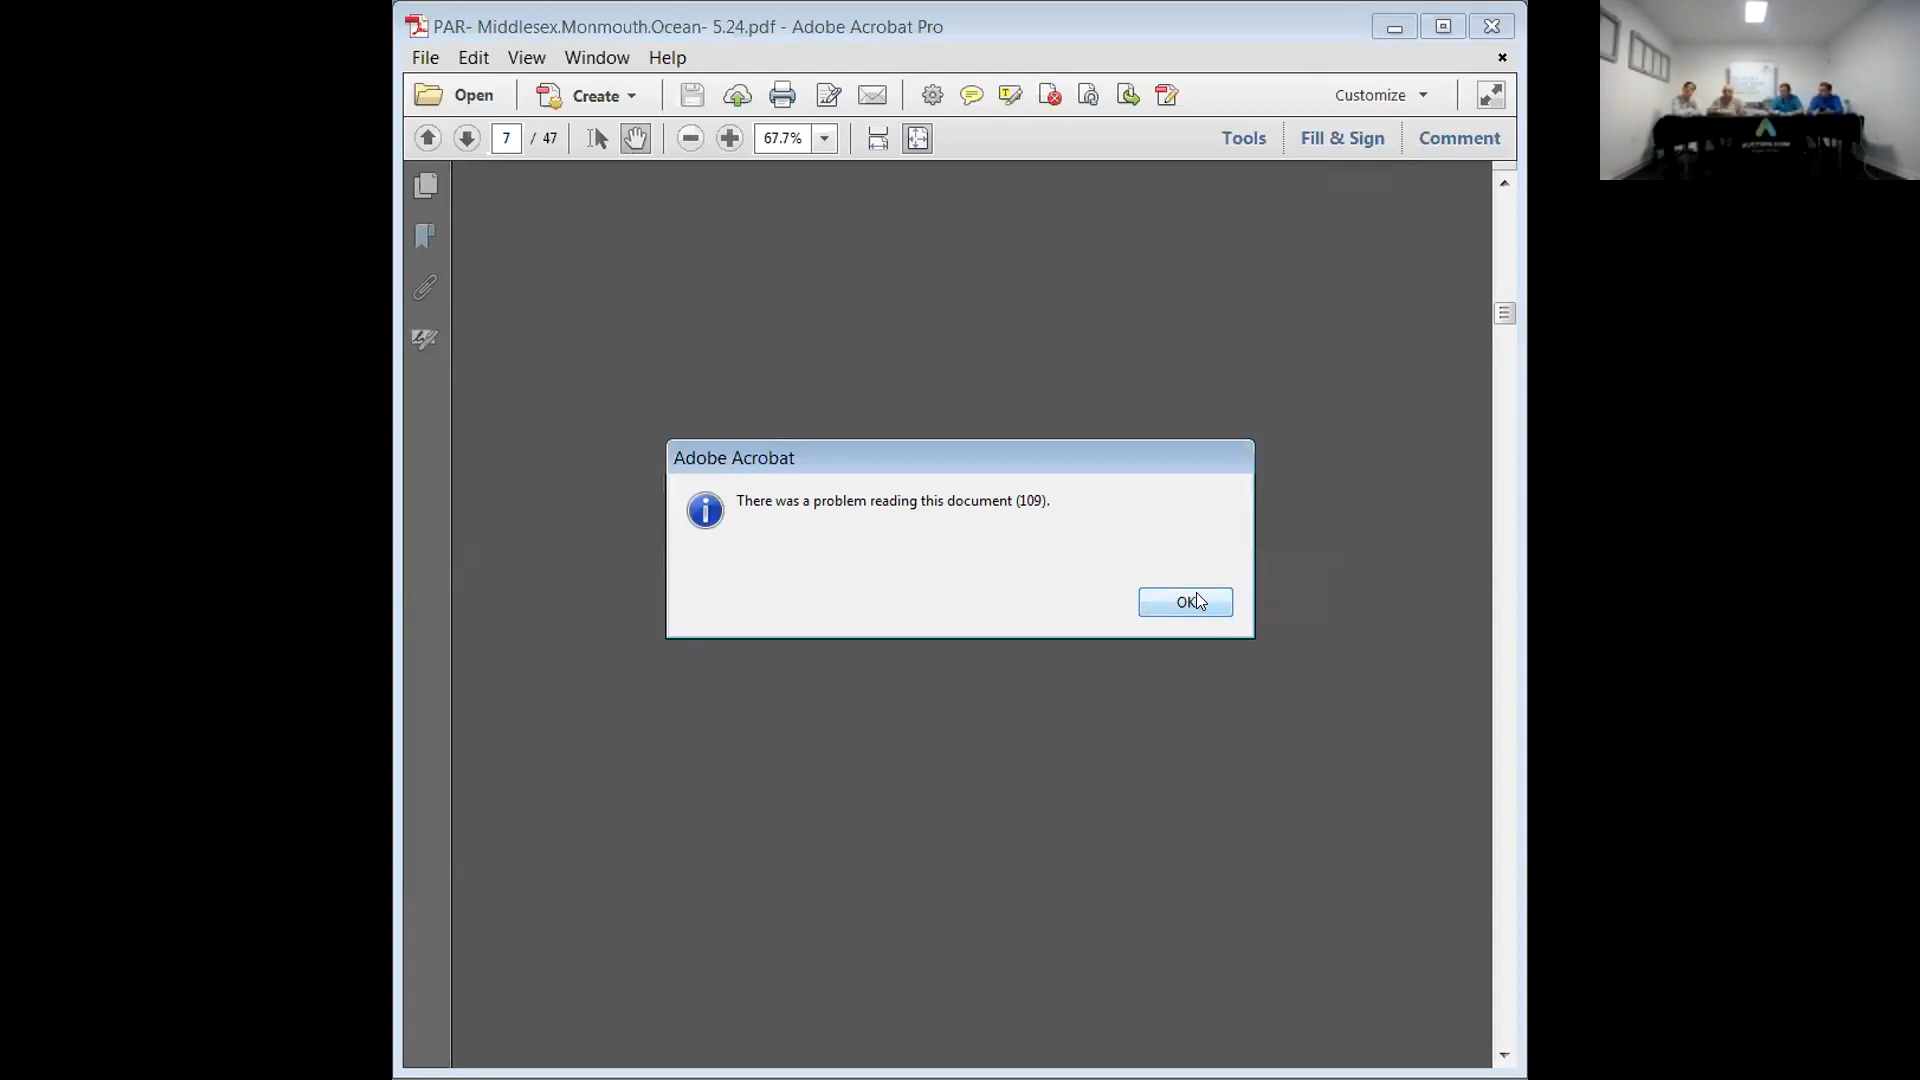 PAR- Middlesex.Monmouth.Ocean- 5.24.pdf - Adobe Acrobat Pro
File Edit View Window Help
Open Create Customize
7 / 47 67.7% Tools Fill & Sign Comment
Adobe Acrobat
There was a problem reading this document (109).
OK